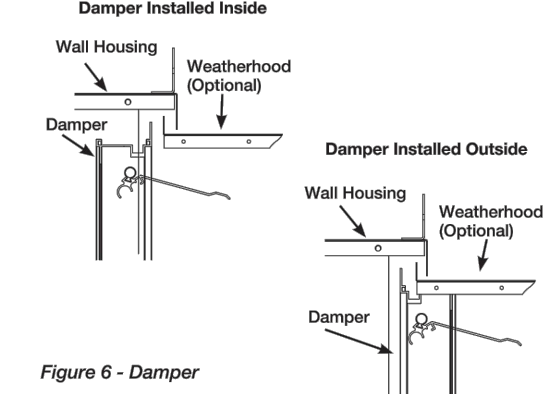 Damper Installed Inside
Wall Housing
Weatherhood
(Optional)
Damper
Damper Installed Outside
Wall Housing
Weatherhood
(Optional)
Damper
Figure 6 - Damper